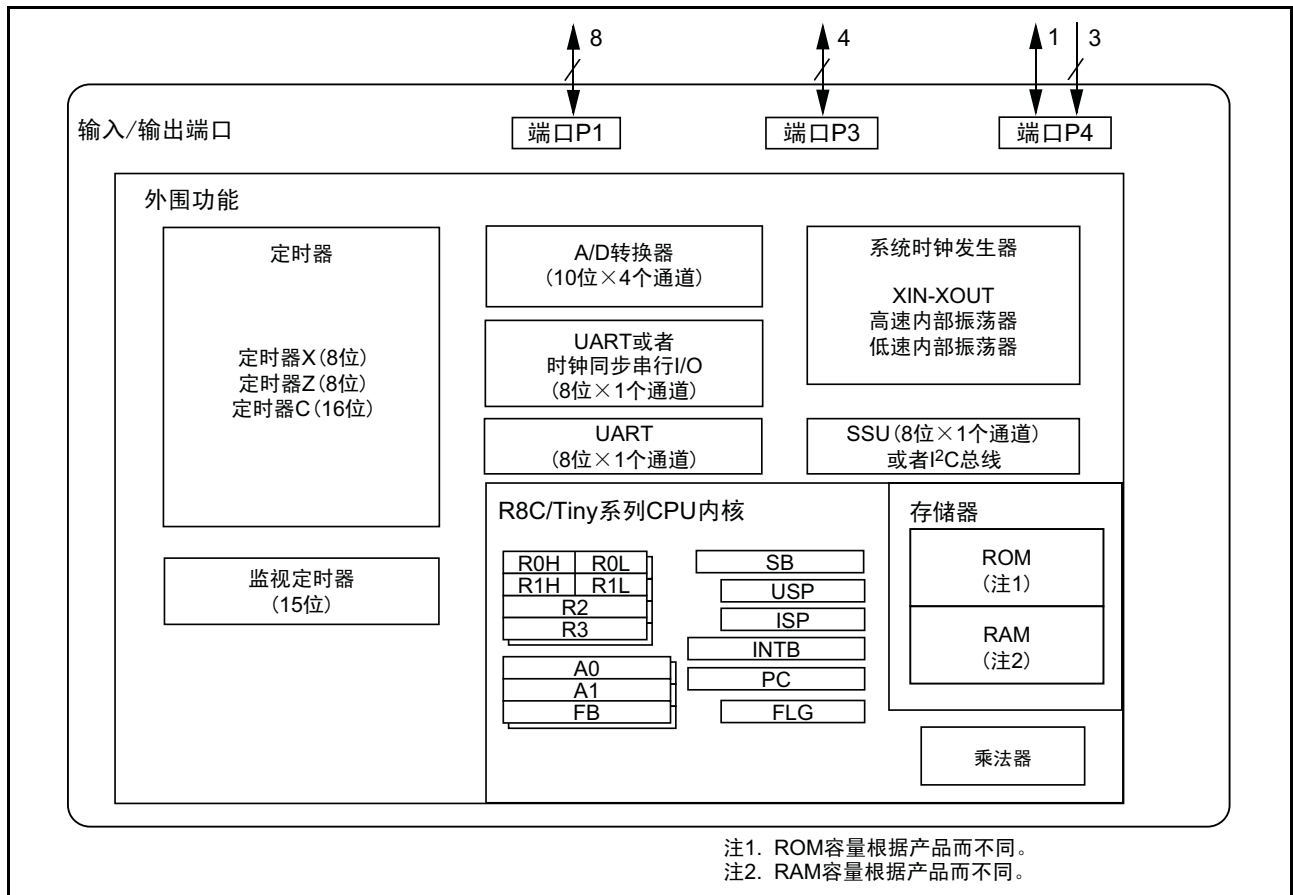 8
4
1
3
输入/输出端口
端口P1
端口P3
端口P4
外围功能
定时器
定时器X(8位)
定时器Z(8位)
定时器C(16位)
监视定时器
(15位)
A/D转换器
(10位×4个通道)
UART或者
时钟同步串行I/O
(8位×1个通道)
UART
(8位×1个通道)
系统时钟发生器
XIN-XOUT
高速内部振荡器
低速内部振荡器
SSU(8位×1个通道)
或者I²C总线
R8C/Tiny系列CPU内核
R0H
R0L
R1H
R1L
R2
R3
A0
A1
FB
SB
USP
ISP
INTB
PC
FLG
存储器
ROM
(注1)
RAM
(注2)
乘法器
注1. ROM容量根据产品而不同。
注2. RAM容量根据产品而不同。